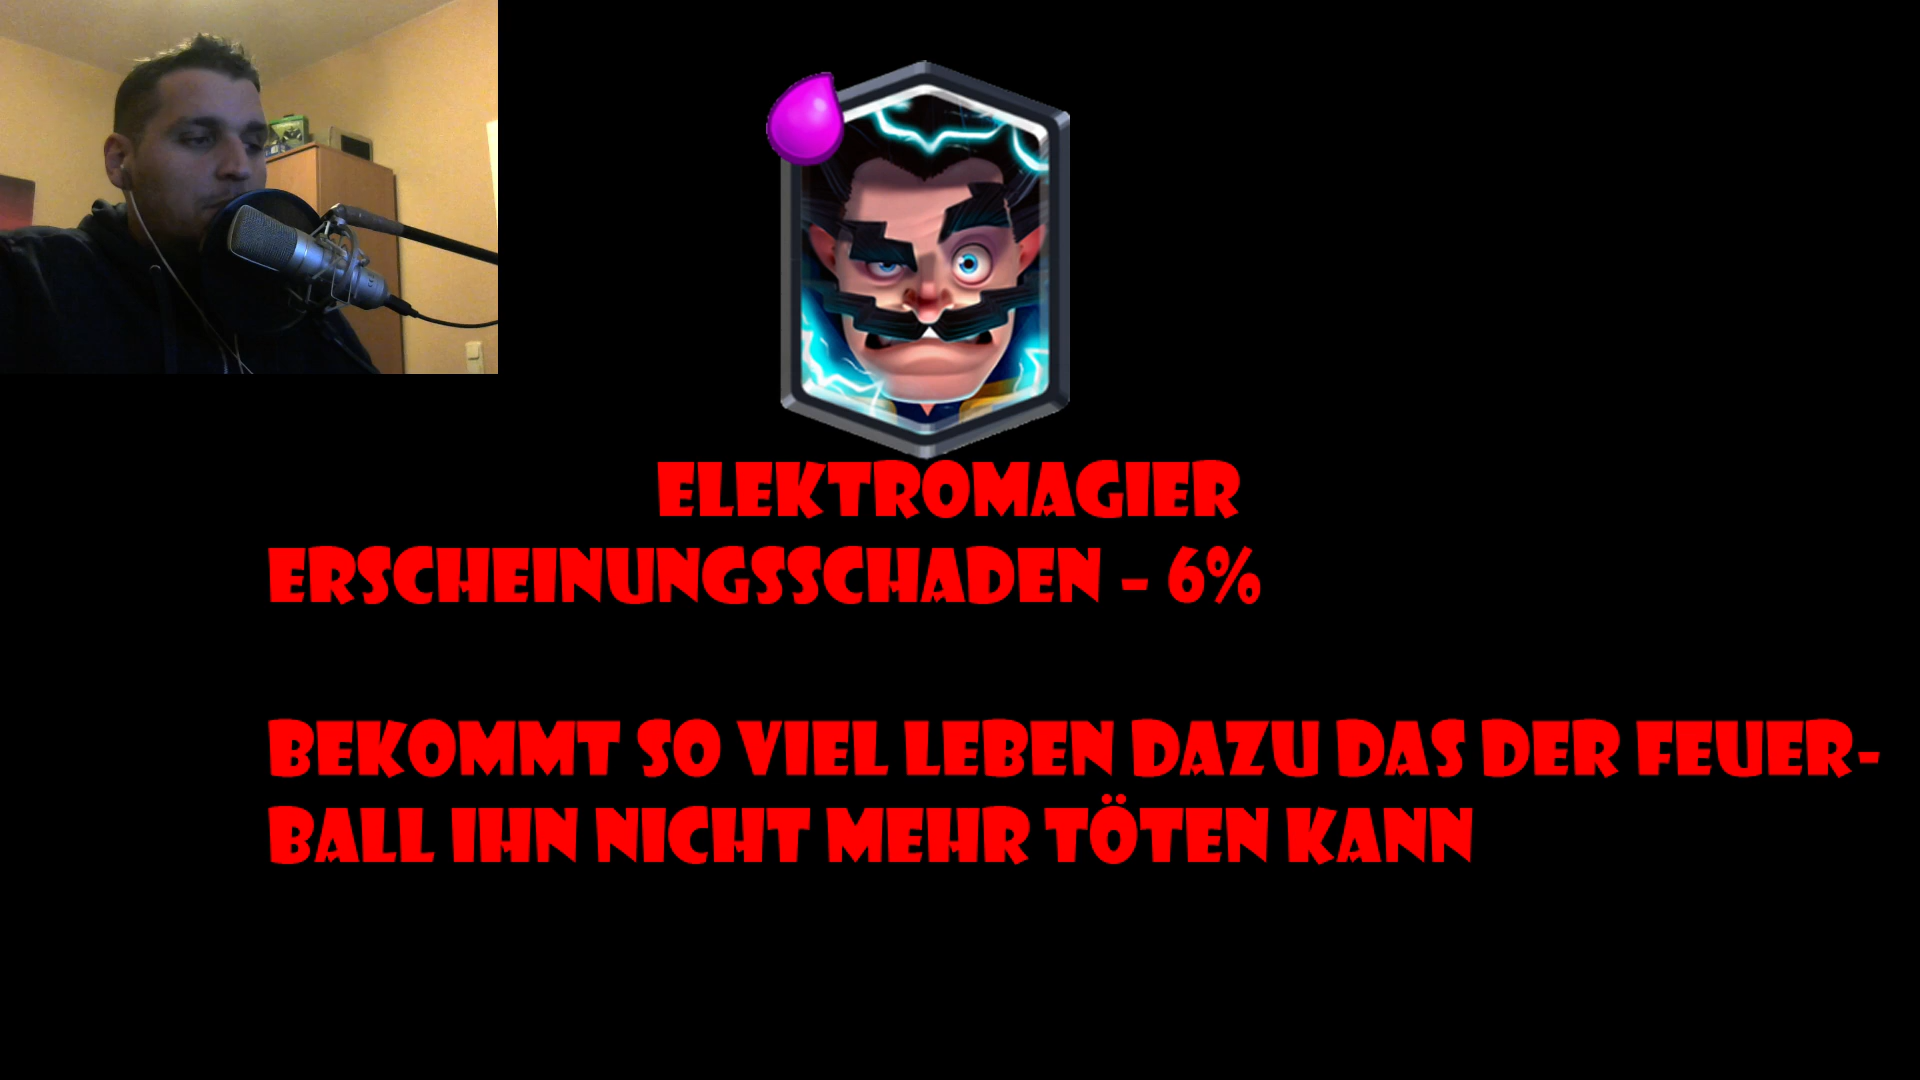 ELEKTROMAGIER
ERSCHEINUNGSSCHADEN - 6%
BEKOMMT SO VIEL LEBEN DAZU DAS DER FEUER-
BALL IHN NICHT MEHR TÖTEN KANN